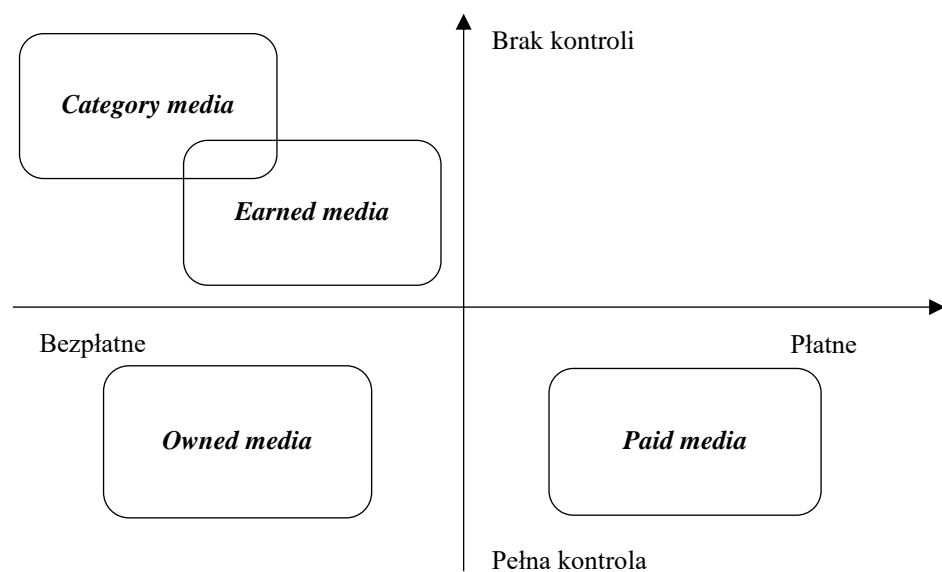 Brak kontroli
Category media
Earned media
Bezpłatne
Płatne
Owned media
Paid media
Pełna kontrola